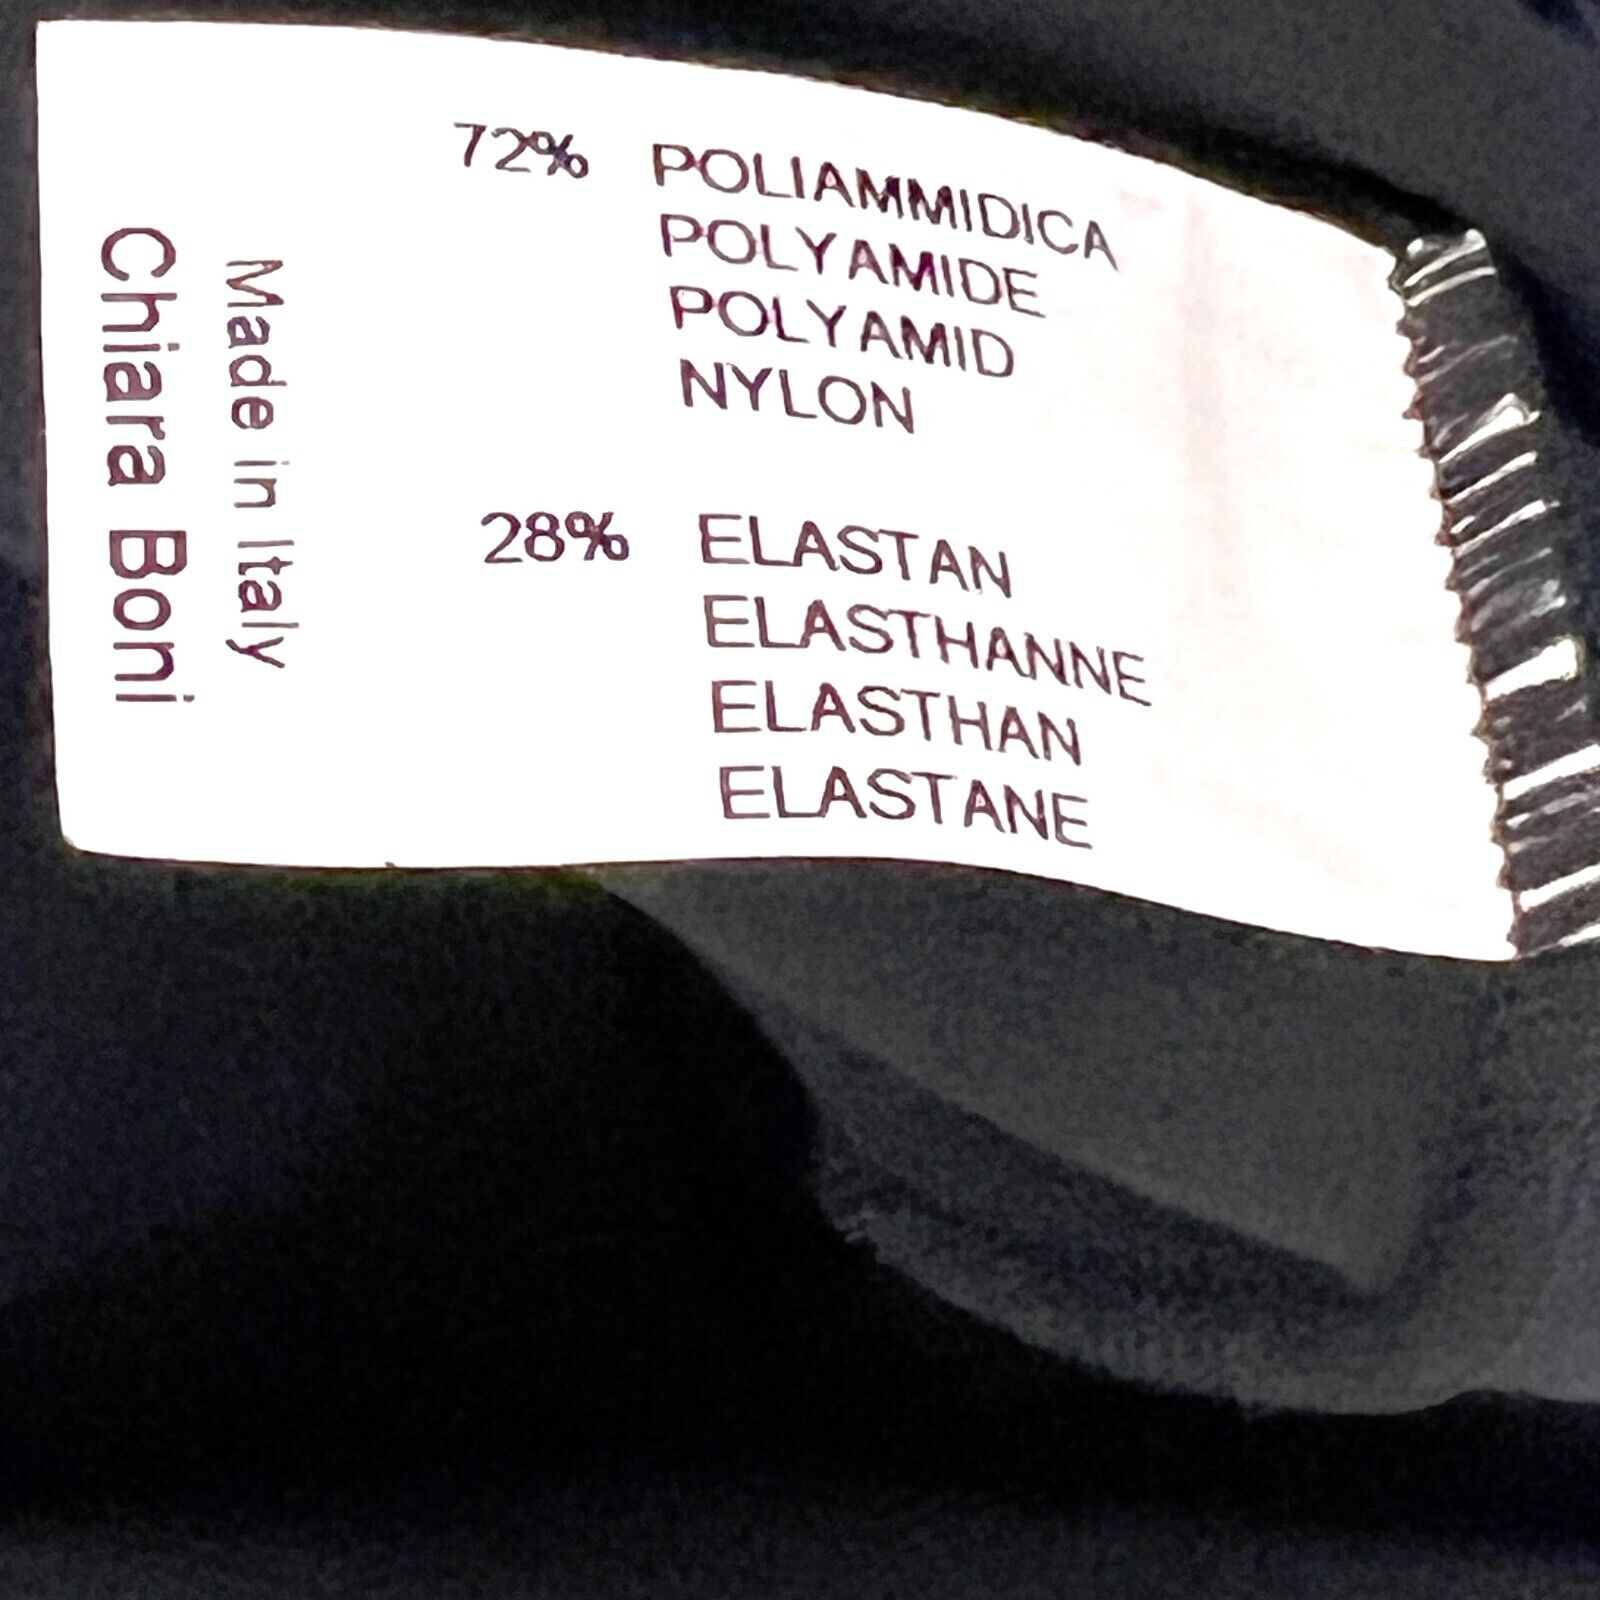 72% POLIAMMIDICA
POLYAMIDE
POLYAMID
NYLON
28% ELASTAN
ELASTHANNE
ELASTHAN
ELASTANE
Made in Italy
Chiara Boni